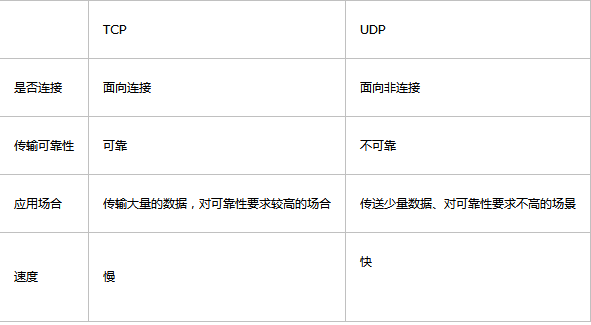 TCP UDP
是否连接 面向连接 面向非连接
传输可靠性 可靠 不可靠
应用场合 传输大量的数据，对可靠性要求较高的场合 传送少量数据、对可靠性要求不高的场景
速度 慢 快